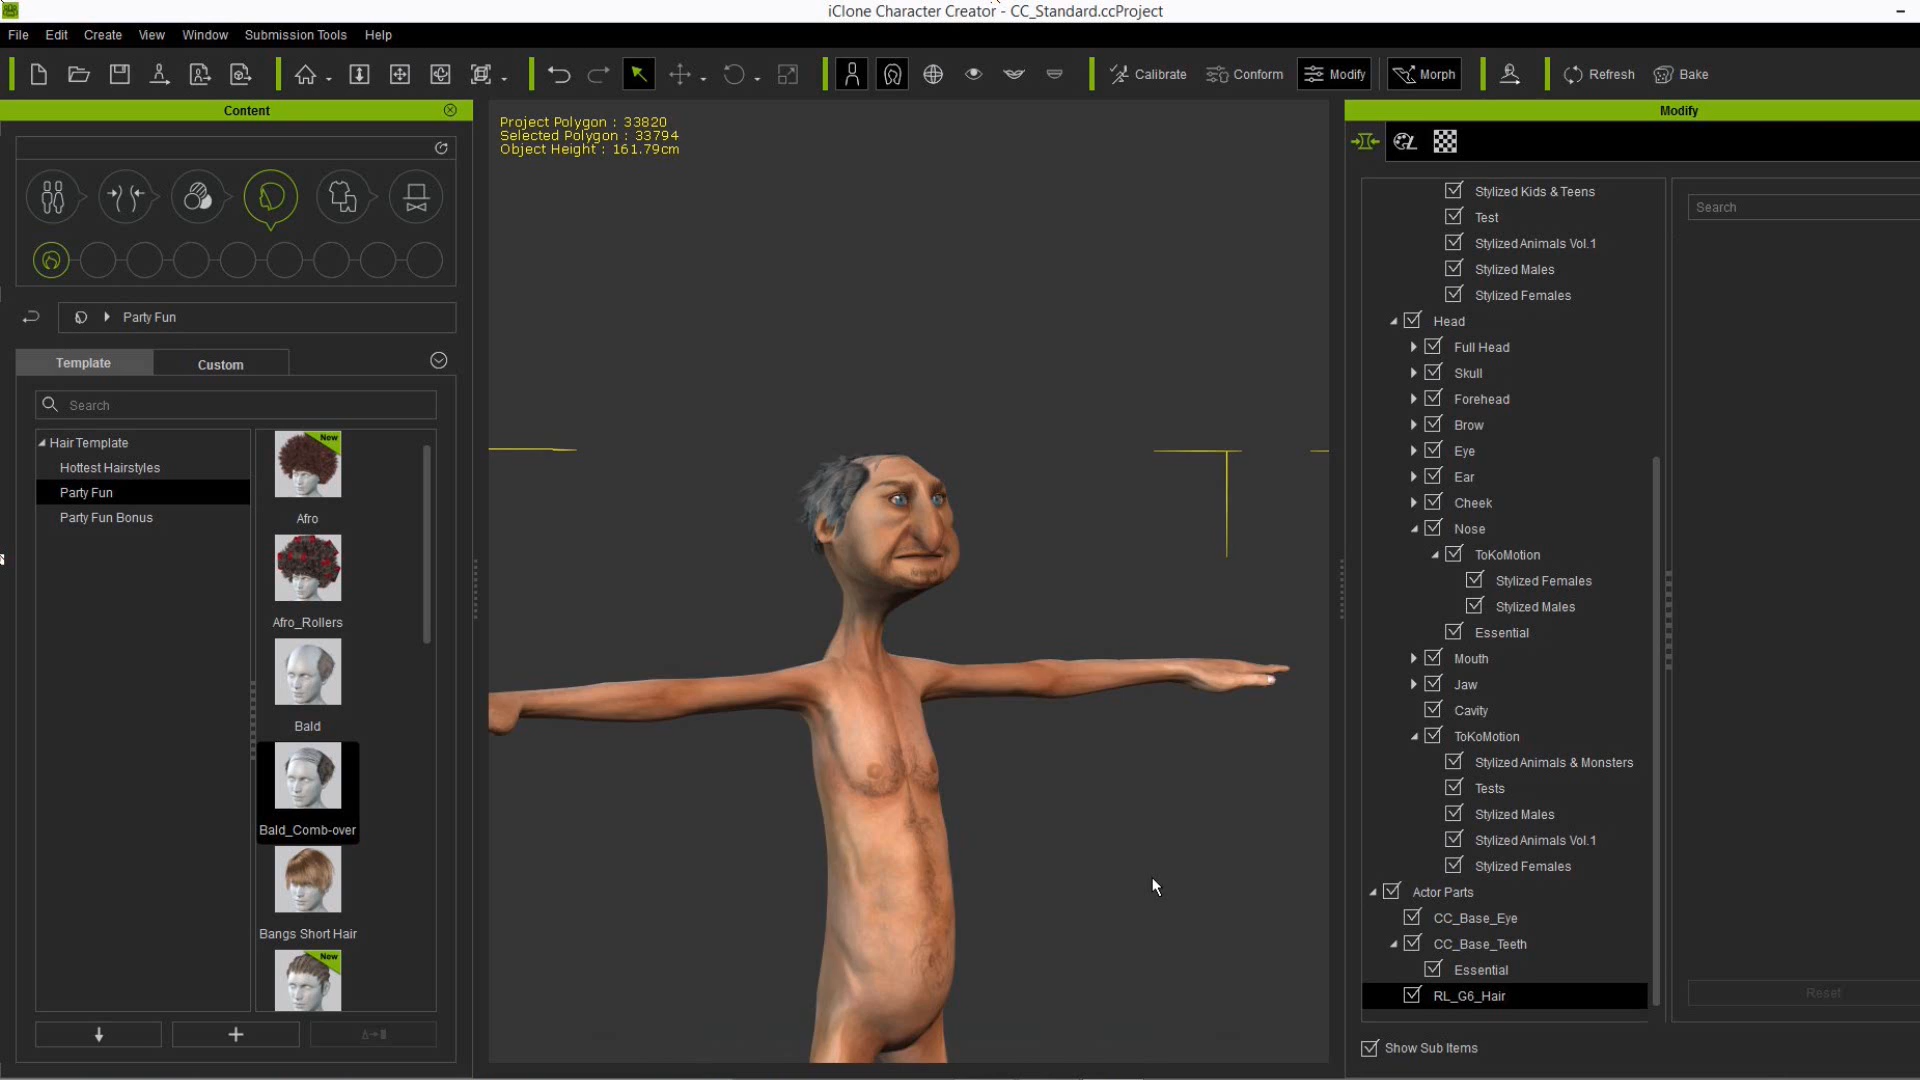 iClone Character Creator - CC_Standard.ccProject
File Edit Create View Window Submission Tools Help
Calibrate Conform Modify Morph Refresh Bake
Content
Party Fun
Template Custom
Search
Hair Template
Hottest Hairstyles
Party Fun
Party Fun Bonus
New
Afro
Afro_Rollers
Bald
Bald_Comb-over
Bangs Short Hair
New
Project Polygon : 33820
Selected Polygon : 33794
Object Height : 161.79cm
Modify
Stylized Kids & Teens
Test
Stylized Animals Vol.1
Stylized Males
Stylized Females
Head
Full Head
Skull
Forehead
Brow
Eye
Ear
Cheek
Nose
ToKoMotion
Stylized Females
Stylized Males
Essential
Mouth
Jaw
Cavity
ToKoMotion
Stylized Animals & Monsters
Tests
Stylized Males
Stylized Animals Vol.1
Stylized Females
Actor Parts
CC_Base_Eye
CC_Base_Teeth
Essential
RL_G6_Hair
Show Sub Items
Search
Reset